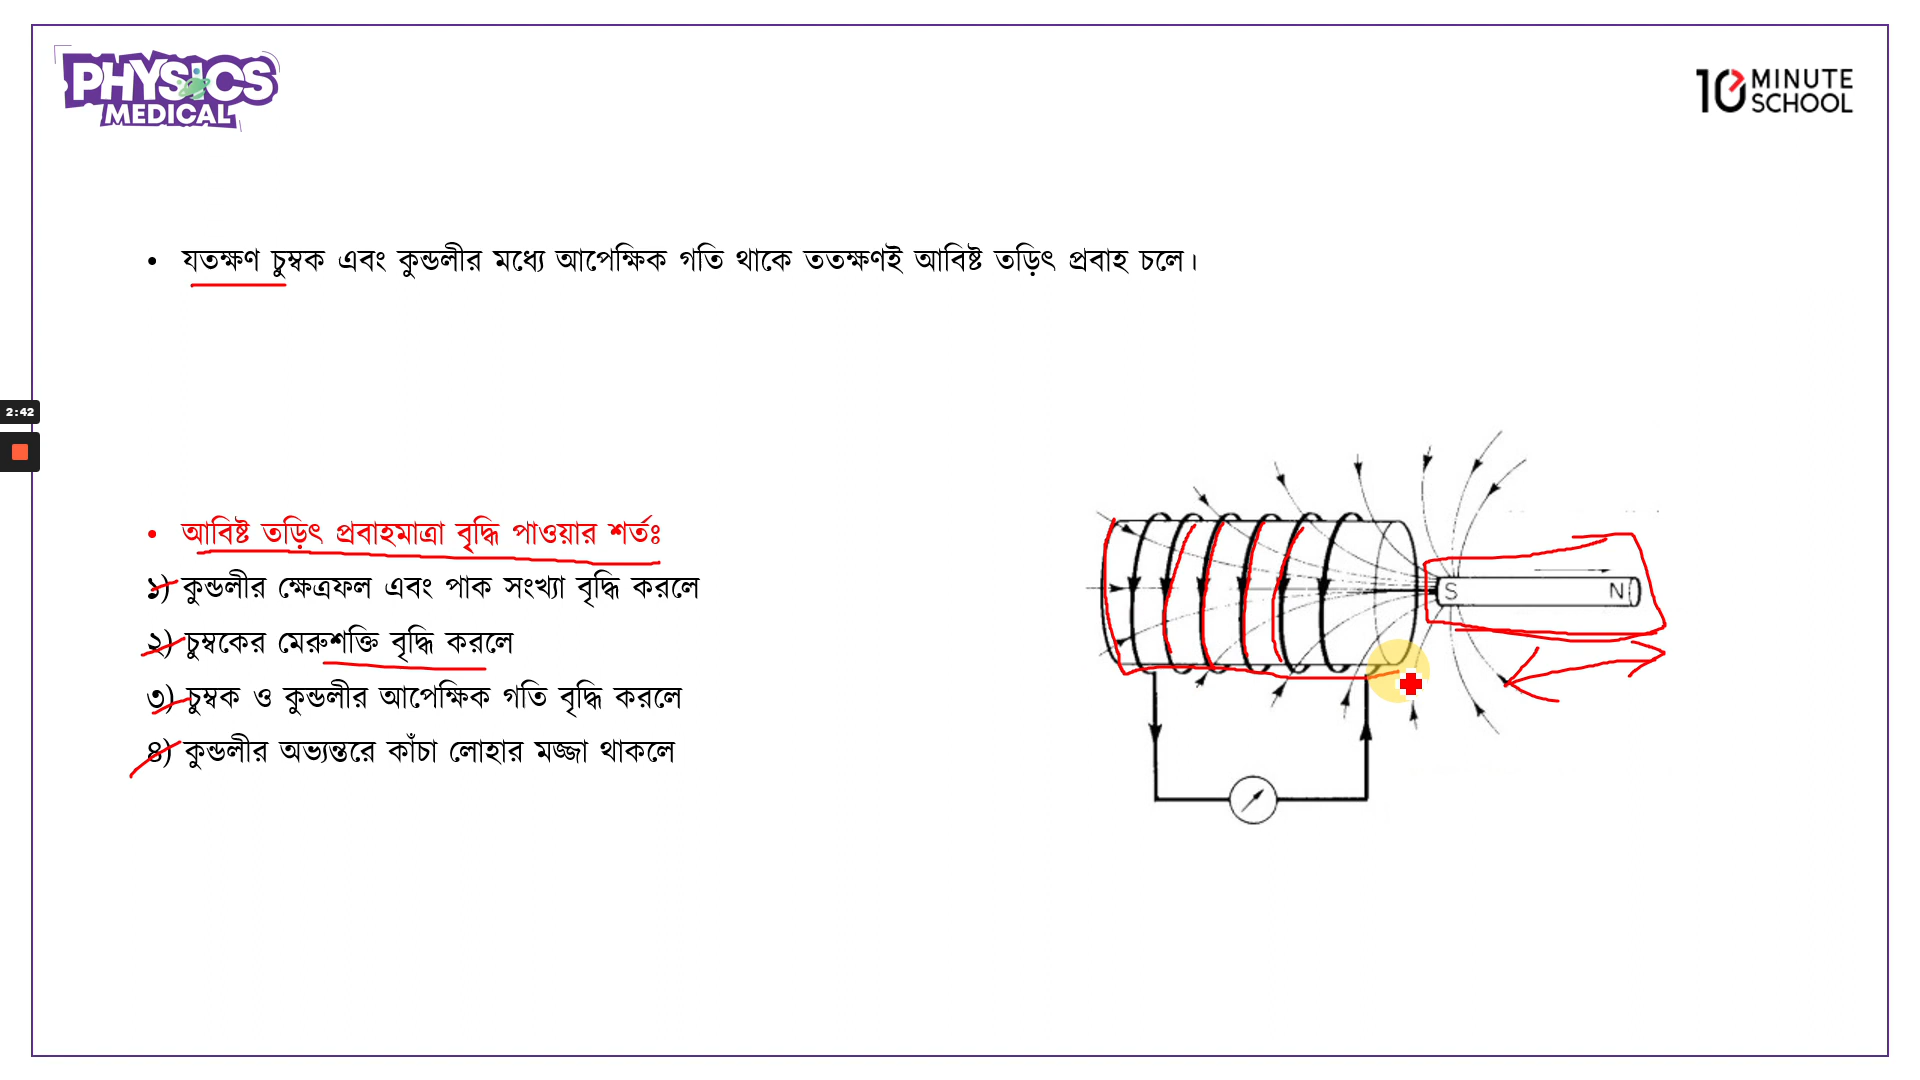 PHYSICS
MEDICAL
10 MINUTE
SCHOOL
• যতক্ষণ চুম্বক এবং কুন্ডলীর মধ্যে আপেক্ষিক গতি থাকে ততক্ষণই আবিষ্ট তড়িৎ প্রবাহ চলে।
2:42
• আবিষ্ট তড়িৎ প্রবাহমাত্রা বৃদ্ধি পাওয়ার শর্তঃ
১) কুন্ডলীর ক্ষেত্রফল এবং পাক সংখ্যা বৃদ্ধি করলে
২) চুম্বকের মেরুশক্তি বৃদ্ধি করলে
৩) চুম্বক ও কুন্ডলীর আপেক্ষিক গতি বৃদ্ধি করলে
৪) কুন্ডলীর অভ্যন্তরে কাঁচা লোহার মজ্জা থাকলে
S N